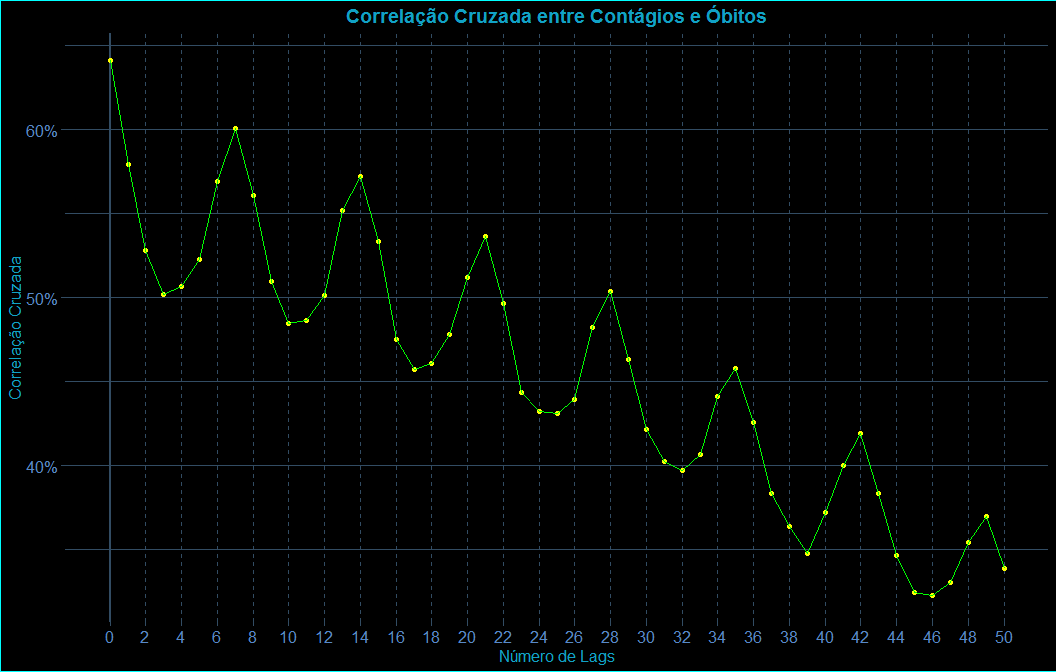 Correlação Cruzada entre Contágios e Óbitos
60%
50%
40%
Correlação Cruzada
0 2 4 6 8 10 12 14 16 18 20 22 24 26 28 30 32 34 36 38 40 42 44 46 48 50
Número de Lags